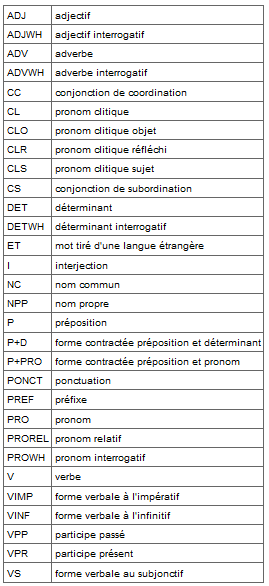 ADJ adjectif
ADJWH adjectif interrogatif
ADV adverbe
ADVWH adverbe interrogatif
CC conjonction de coordination
CL pronom clitique
CLO pronom clitique objet
CLR pronom clitique réfléchi
CLS pronom clitique sujet
CS conjonction de subordination
DET déterminant
DETWH déterminant interrogatif
ET mot tiré d'une langue étrangère
I interjection
NC nom commun
NPP nom propre
P préposition
P+D forme contractée préposition et déterminant
P+PRO forme contractée préposition et pronom
PONCT ponctuation
PREF préfixe
PRO pronom
PROREL pronom relatif
PROWH pronom interrogatif
V verbe
VIMP forme verbale à l'impératif
VINF forme verbale à l'infinitif
VPP participe passé
VPR participe présent
VS forme verbale au subjonctif